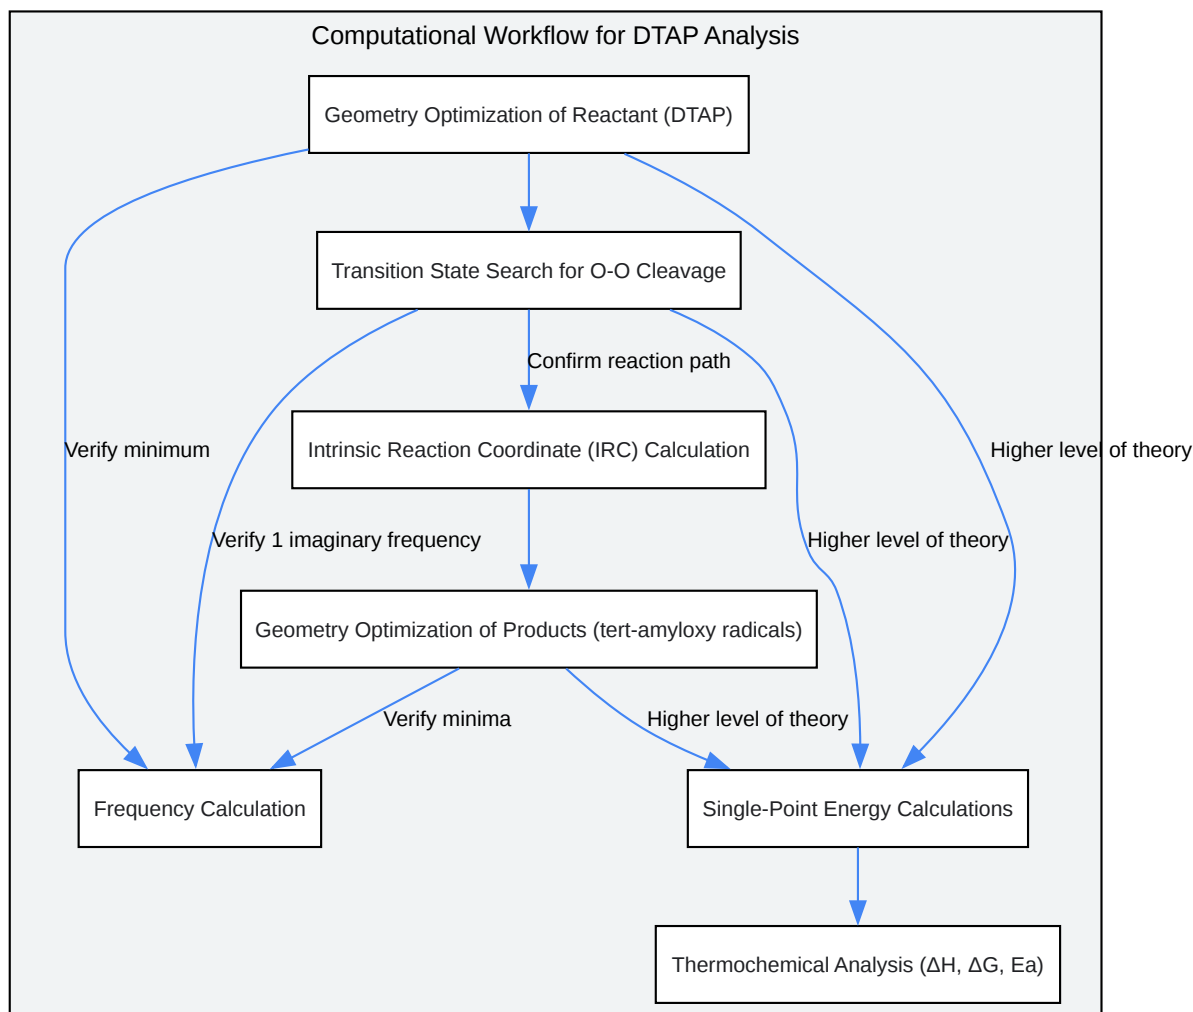 Computational Workflow for DTAP Analysis
Geometry Optimization of Reactant (DTAP)
Transition State Search for O-O Cleavage
Confirm reaction path
Verify minimum
Intrinsic Reaction Coordinate (IRC) Calculation
Higher level of theory
Verify 1 imaginary frequency
Higher level of theory
Geometry Optimization of Products (tert-amyloxy radicals)
Verify minima
Higher level of theory
Frequency Calculation
Single-Point Energy Calculations
Thermochemical Analysis (ΔH, ΔG, Ea)